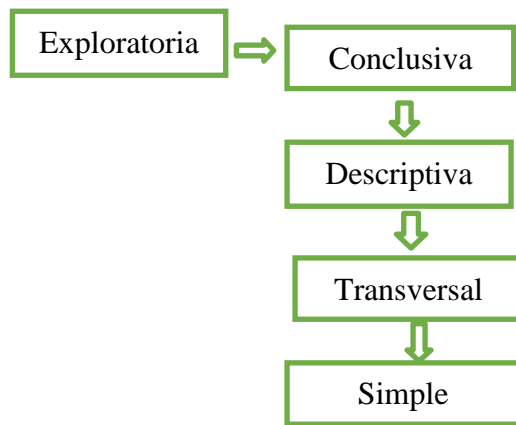 Exploratoria
Conclusiva
Descriptiva
Transversal
Simple